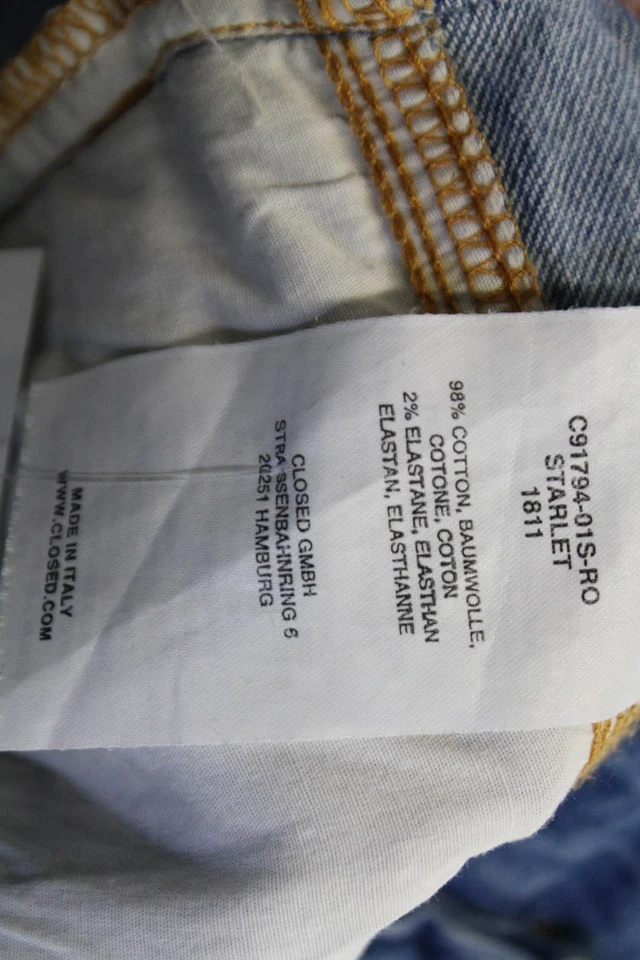 C91794-01S-RO
STARLET
1811
98% COTTON, BAUMWOLLE,
COTONE, COTON
2% ELASTANE, ELASTHAN
ELASTAN, ELASTHANNE
CLOSED GMBH
STRASSENBAHNRING 6
20251 HAMBURG
MADE IN ITALY
WWW.CLOSED.COM